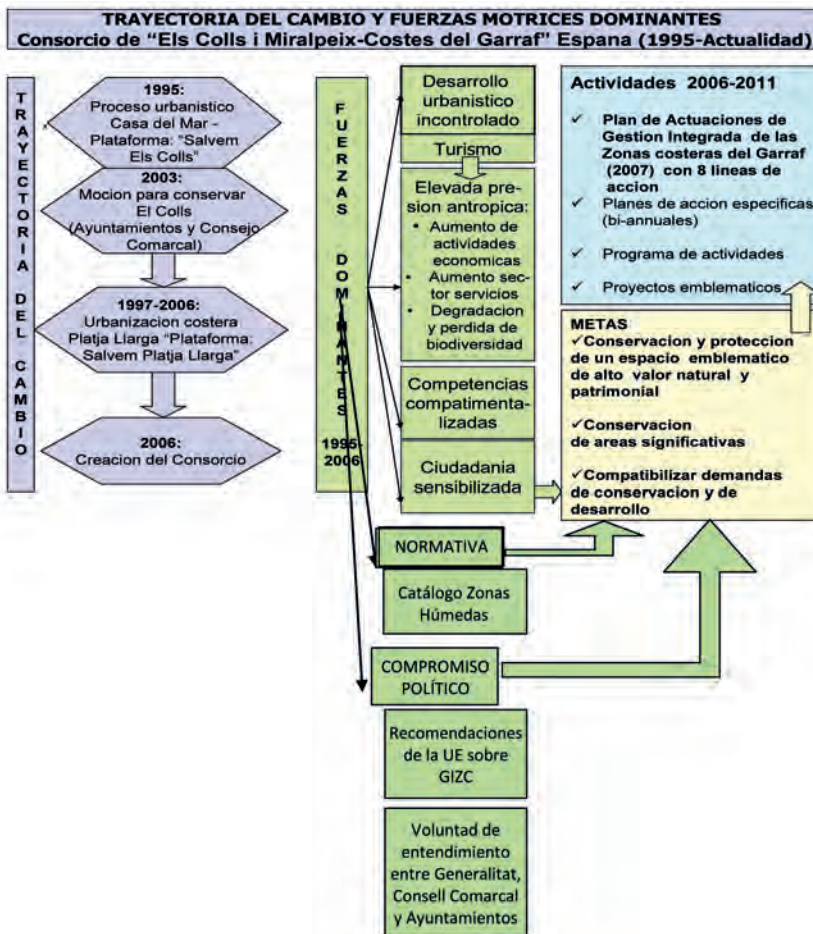 TRAYECTORIA DEL CAMBIO Y FUERZAS MOTRICES DOMINANTES
Consorcio de “Els Colls i Miralpeix-Costes del Garraf” Espana (1995-Actualidad)
TRAYECTORIA DEL CAMBIO
1995:
Proceso urbanistico
Casa del Mar -
Plataforma: “Salvem
Els Colls”
2003:
Mocion para conservar
El Colls
(Ayuntamientos y Consejo
Comarcal)
1997-2006:
Urbanizacion costera
Platja Llarga “Plataforma:
Salvem Platja Llarga”
2006:
Creacion del Consorcio
FUERZAS DOMINANTES
1995-
2006
Desarrollo
urbanistico
incontrolado
Turismo
Elevada pre
sion antropica:
• Aumento de
actividades
economicas
• Aumento sec
tor servicios
• Degradacion
y perdida de
biodiversidad
Competencias
compatimenta-
lizadas
Ciudadania
sensibilizada
NORMATIVA
Catálogo Zonas
Húmedas
COMPROMISO
POLÍTICO
Recomendaciones
de la UE sobre
GIZC
Voluntad de
entendimiento
entre Generalitat,
Consell Comarcal
y Ayuntamientos
Actividades 2006-2011
✓ Plan de Actuaciones de
Gestion Integrada de las
Zonas costeras del Garraf
(2007) con 8 lineas de
accion
✓ Planes de accion especificas
(bi-annuales)
✓ Programa de actividades
✓ Proyectos emblematicos
METAS
✓Conservacion y proteccion
de un espacio emblematico
de alto valor natural y
patrimonial
✓Conservacion
de areas significativas
✓Compatibilizar demandas
de conservacion y de
desarrollo